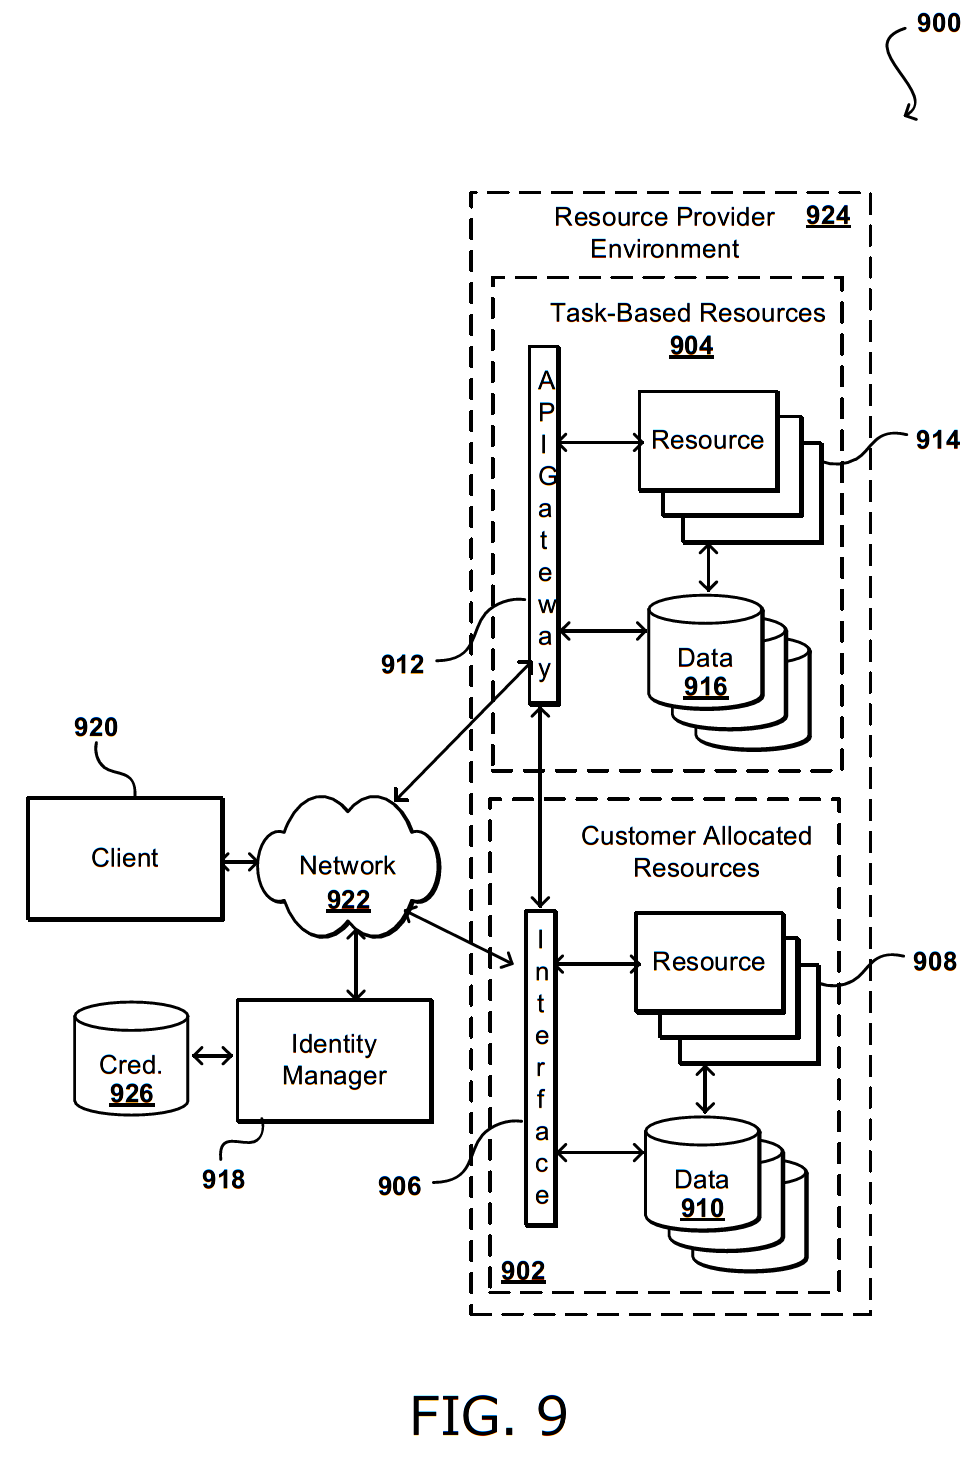 900
Resource Provider
Environment
924
Task-Based Resources
904
API Gateway
Resource
914
912
Data
916
920
Client
Network
922
Customer Allocated
Resources
Interface
Resource
908
Identity
Manager
Cred.
926
918
906
Data
910
902
FIG. 9